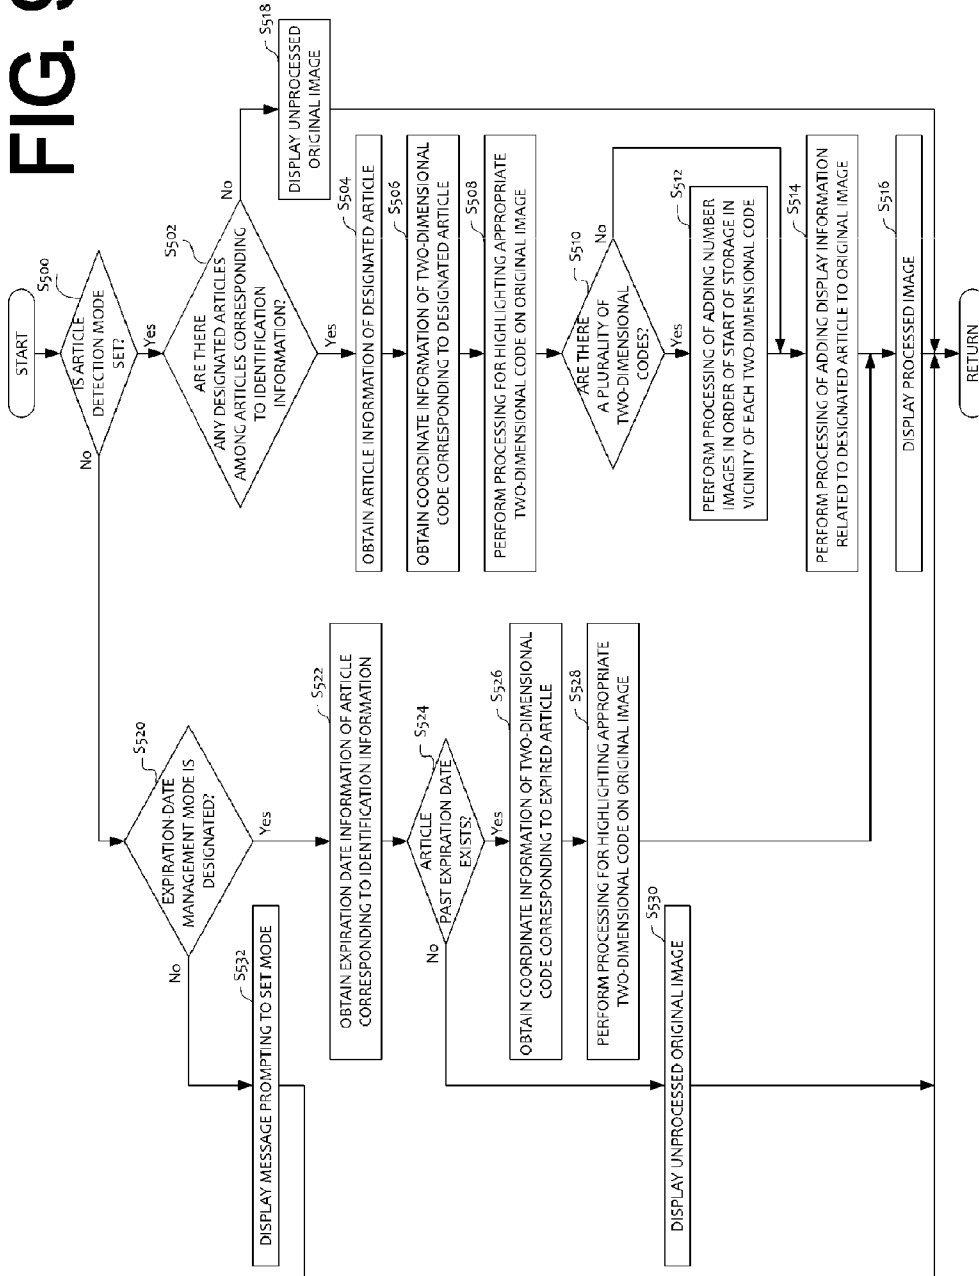 FIG. 9
START
S500
IS ARTICLE
DETECTION MODE
SET?
No
Yes
S502
ARE THERE
ANY DESIGNATED ARTICLES
AMONG ARTICLES CORRESPONDING
TO IDENTIFICATION
INFORMATION?
No
Yes
S518
DISPLAY UNPROCESSED
ORIGINAL IMAGE
S504
OBTAIN ARTICLE INFORMATION OF DESIGNATED ARTICLE
S506
OBTAIN COORDINATE INFORMATION OF TWO-DIMENSIONAL
CODE CORRESPONDING TO DESIGNATED ARTICLE
S508
PERFORM PROCESSING FOR HIGHLIGHTING APPROPRIATE
TWO-DIMENSIONAL CODE ON ORIGINAL IMAGE
S510
ARE THERE
A PLURALITY OF
TWO-DIMENSIONAL
CODES?
No
Yes
S512
PERFORM PROCESSING OF ADDING NUMBER
IMAGES IN ORDER OF START OF STORAGE IN
VICINITY OF EACH TWO-DIMENSIONAL CODE
S514
PERFORM PROCESSING OF ADDING DISPLAY INFORMATION
RELATED TO DESIGNATED ARTICLE TO ORIGINAL IMAGE
S516
DISPLAY PROCESSED IMAGE
RETURN
S520
EXPIRATION-DATE
MANAGEMENT MODE IS
DESIGNATED?
No
Yes
S522
OBTAIN EXPIRATION DATE INFORMATION OF ARTICLE
CORRESPONDING TO IDENTIFICATION INFORMATION
S524
ARTICLE
PAST EXPIRATION DATE
EXISTS?
No
Yes
S526
OBTAIN COORDINATE INFORMATION OF TWO-DIMENSIONAL
CODE CORRESPONDING TO EXPIRED ARTICLE
S528
PERFORM PROCESSING FOR HIGHLIGHTING APPROPRIATE
TWO-DIMENSIONAL CODE ON ORIGINAL IMAGE
S530
DISPLAY UNPROCESSED ORIGINAL IMAGE
S532
DISPLAY MESSAGE PROMPTING TO SET MODE